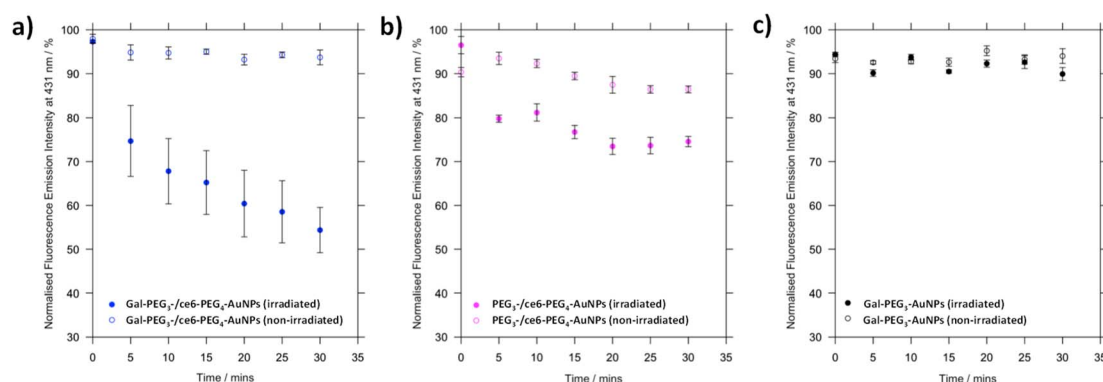 a)
Normalised Fluorescence Emission Intensity at 431 nm / %
100
90
80
70
60
50
40
30
Gal-PEG₃-/ce6-PEG₄-AuNPs (irradiated)
Gal-PEG₃-/ce6-PEG₄-AuNPs (non-irradiated)
0 5 10 15 20 25 30 35
Time / mins
b)
Normalised Fluorescence Emission Intensity at 431 nm / %
100
90
80
70
60
50
40
30
PEG₃-/ce6-PEG₄-AuNPs (irradiated)
PEG₃-/ce6-PEG₄-AuNPs (non-irradiated)
0 5 10 15 20 25 30 35
Time / mins
c)
Normalised Fluorescence Emission Intensity at 431 nm / %
100
90
80
70
60
50
40
30
Gal-PEG₃-AuNPs (irradiated)
Gal-PEG₃-AuNPs (non-irradiated)
0 5 10 15 20 25 30 35
Time / mins